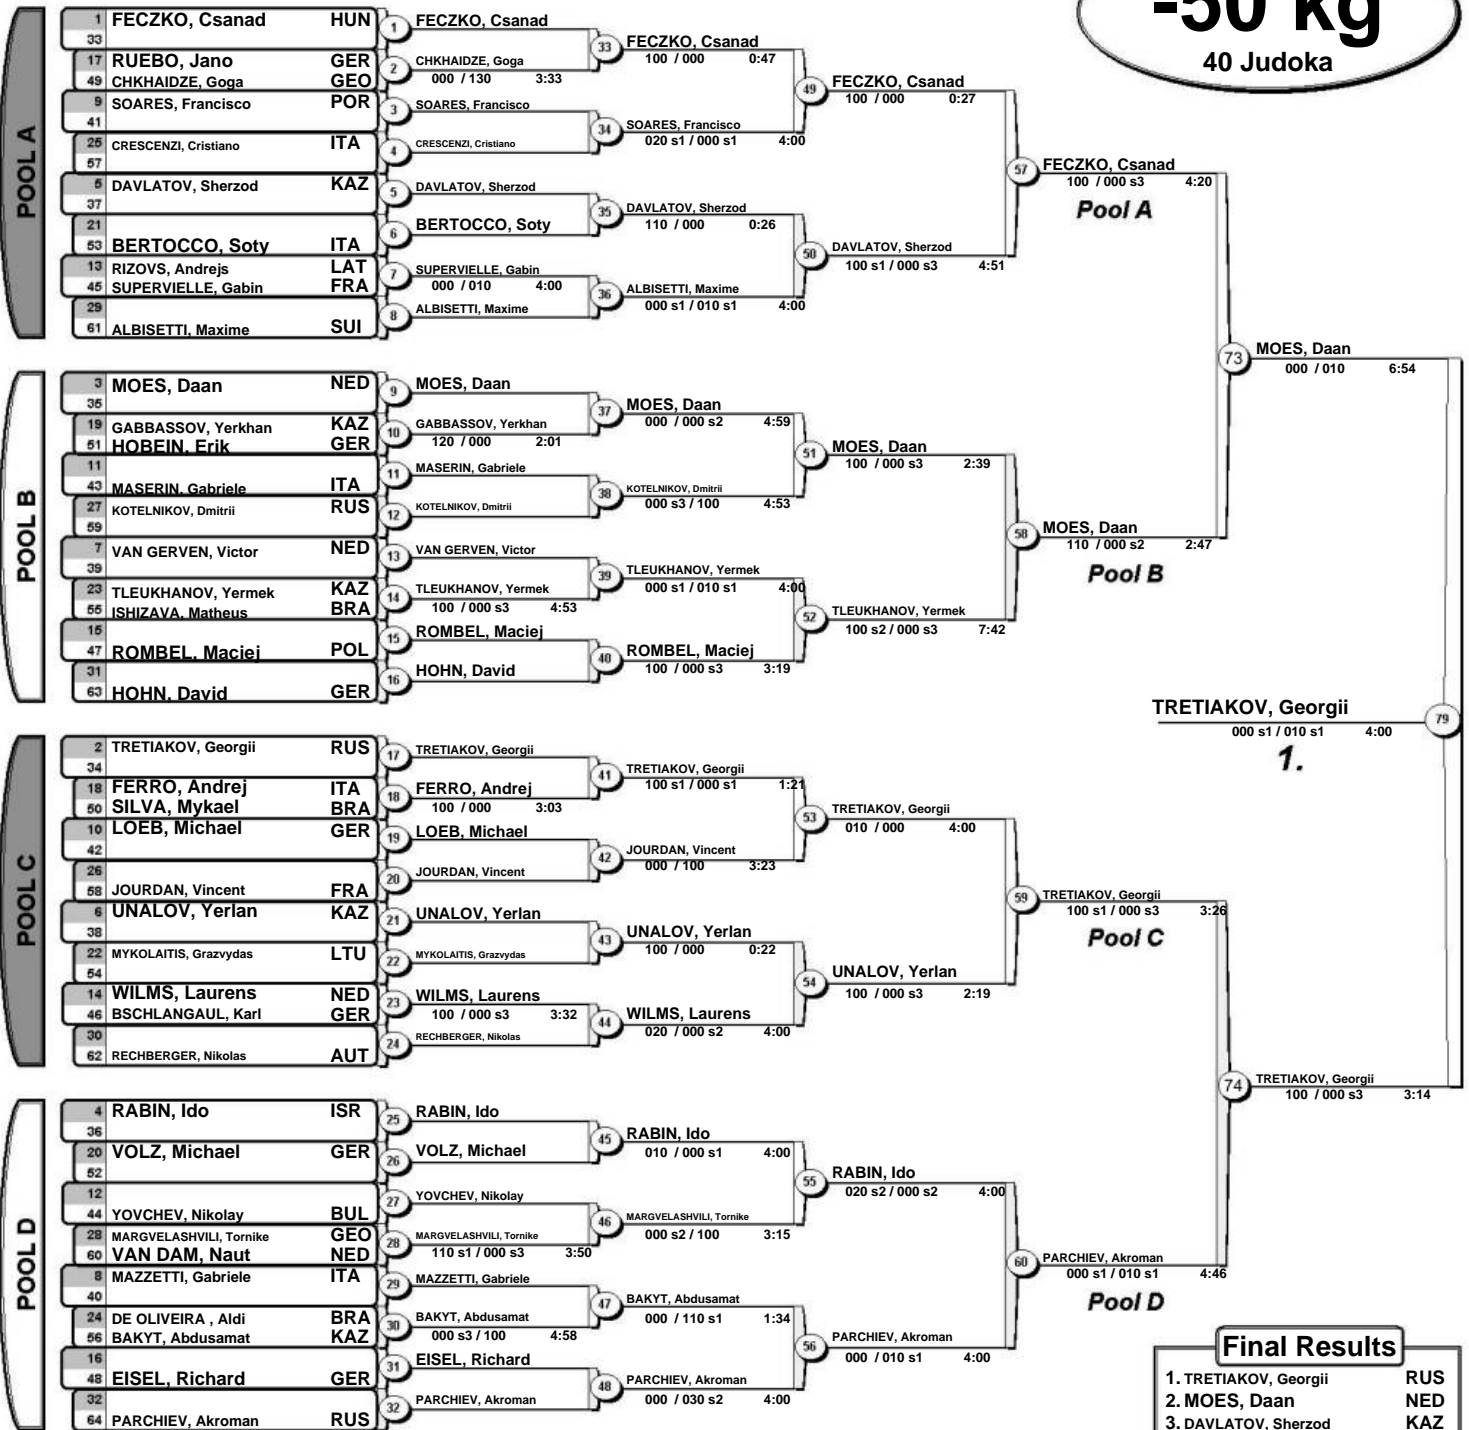 -50 kg
40 Judoka
POOL A
1 FECZKO, Csanad HUN
33
17 RUEBO, Jano GER
49 CHKHAIDZE, Goga GEO
9 SOARES, Francisco POR
41
25 CRESCENZI, Cristiano ITA
57
5 DAVLATOV, Sherzod KAZ
37
21
53 BERTOCCO, Soty ITA
13 RIZOVS, Andrejs LAT
45 SUPERVIELLE, Gabin FRA
29
61 ALBISETTI, Maxime SUI
1 FECZKO, Csanad
2 CHKHAIDZE, Goga
000 / 130 3:33
3 SOARES, Francisco
4 CRESCENZI, Cristiano
5 DAVLATOV, Sherzod
6 BERTOCCO, Soty
7 SUPERVIELLE, Gabin
000 / 010 4:00
8 ALBISETTI, Maxime
33 FECZKO, Csanad
100 / 000 0:47
34 SOARES, Francisco
020 s1 / 000 s1 4:00
35 DAVLATOV, Sherzod
110 / 000 0:26
36 ALBISETTI, Maxime
000 s1 / 010 s1 4:00
49 FECZKO, Csanad
100 / 000 0:27
50 DAVLATOV, Sherzod
100 s1 / 000 s3 4:51
57 FECZKO, Csanad
100 / 000 s3 4:20
Pool A
POOL B
3 MOES, Daan NED
35
19 GABBASSOV, Yerkhan KAZ
51 HOBEIN, Erik GER
11
43 MASERIN, Gabriele ITA
27 KOTELNIKOV, Dmitrii RUS
59
7 VAN GERVEN, Victor NED
39
23 TLEUKHANOV, Yermek KAZ
55 ISHIZAVA, Matheus BRA
15
47 ROMBEL, Maciej POL
31
63 HOHN, David GER
9 MOES, Daan
10 GABBASSOV, Yerkhan
120 / 000 2:01
11 MASERIN, Gabriele
12 KOTELNIKOV, Dmitrii
13 VAN GERVEN, Victor
14 TLEUKHANOV, Yermek
100 / 000 s3 4:53
15 ROMBEL, Maciej
16 HOHN, David
37 MOES, Daan
000 / 000 s2 4:59
38 KOTELNIKOV, Dmitrii
000 s3 / 100 4:53
39 TLEUKHANOV, Yermek
000 s1 / 010 s1 4:00
40 ROMBEL, Maciej
100 / 000 s3 3:19
51 MOES, Daan
100 / 000 s3 2:39
52 TLEUKHANOV, Yermek
100 s2 / 000 s3 7:42
58 MOES, Daan
110 / 000 s2 2:47
Pool B
73 MOES, Daan
000 / 010 6:54
TRETIAKOV, Georgii 79
000 s1 / 010 s1 4:00
1.
POOL C
2 TRETIAKOV, Georgii RUS
34
18 FERRO, Andrej ITA
50 SILVA, Mykael BRA
10 LOEB, Michael GER
42
26
58 JOURDAN, Vincent FRA
6 UNALOV, Yerlan KAZ
38
22 MYKOLAITIS, Grazvydas LTU
54
14 WILMS, Laurens NED
46 BSCHLANGAUL, Karl GER
30
62 RECHBERGER, Nikolas AUT
17 TRETIAKOV, Georgii
18 FERRO, Andrej
100 / 000 3:03
19 LOEB, Michael
20 JOURDAN, Vincent
21 UNALOV, Yerlan
22 MYKOLAITIS, Grazvydas
23 WILMS, Laurens
100 / 000 s3 3:32
24 RECHBERGER, Nikolas
41 TRETIAKOV, Georgii
100 s1 / 000 s1 1:21
42 JOURDAN, Vincent
000 / 100 3:23
43 UNALOV, Yerlan
100 / 000 0:22
44 WILMS, Laurens
020 / 000 s2 4:00
53 TRETIAKOV, Georgii
010 / 000 4:00
54 UNALOV, Yerlan
100 / 000 s3 2:19
59 TRETIAKOV, Georgii
100 s1 / 000 s3 3:26
Pool C
74 TRETIAKOV, Georgii
100 / 000 s3 3:14
POOL D
4 RABIN, Ido ISR
36
20 VOLZ, Michael GER
52
12
44 YOVCHEV, Nikolay BUL
28 MARGVELASHVILI, Tornike GEO
60 VAN DAM, Naut NED
8 MAZZETTI, Gabriele ITA
40
24 DE OLIVEIRA , Aldi BRA
56 BAKYT, Abdusamat KAZ
16
48 EISEL, Richard GER
32
64 PARCHIEV, Akroman RUS
25 RABIN, Ido
26 VOLZ, Michael
27 YOVCHEV, Nikolay
28 MARGVELASHVILI, Tornike
110 s1 / 000 s3 3:50
29 MAZZETTI, Gabriele
30 BAKYT, Abdusamat
000 s3 / 100 4:58
31 EISEL, Richard
32 PARCHIEV, Akroman
45 RABIN, Ido
010 / 000 s1 4:00
46 MARGVELASHVILI, Tornike
000 s2 / 100 3:15
47 BAKYT, Abdusamat
000 / 110 s1 1:34
48 PARCHIEV, Akroman
000 / 030 s2 4:00
55 RABIN, Ido
020 s2 / 000 s2 4:00
56 PARCHIEV, Akroman
000 / 010 s1 4:00
60 PARCHIEV, Akroman
000 s1 / 010 s1 4:46
Pool D
Final Results
1. TRETIAKOV, Georgii RUS
2. MOES, Daan NED
3. DAVLATOV, Sherzod KAZ